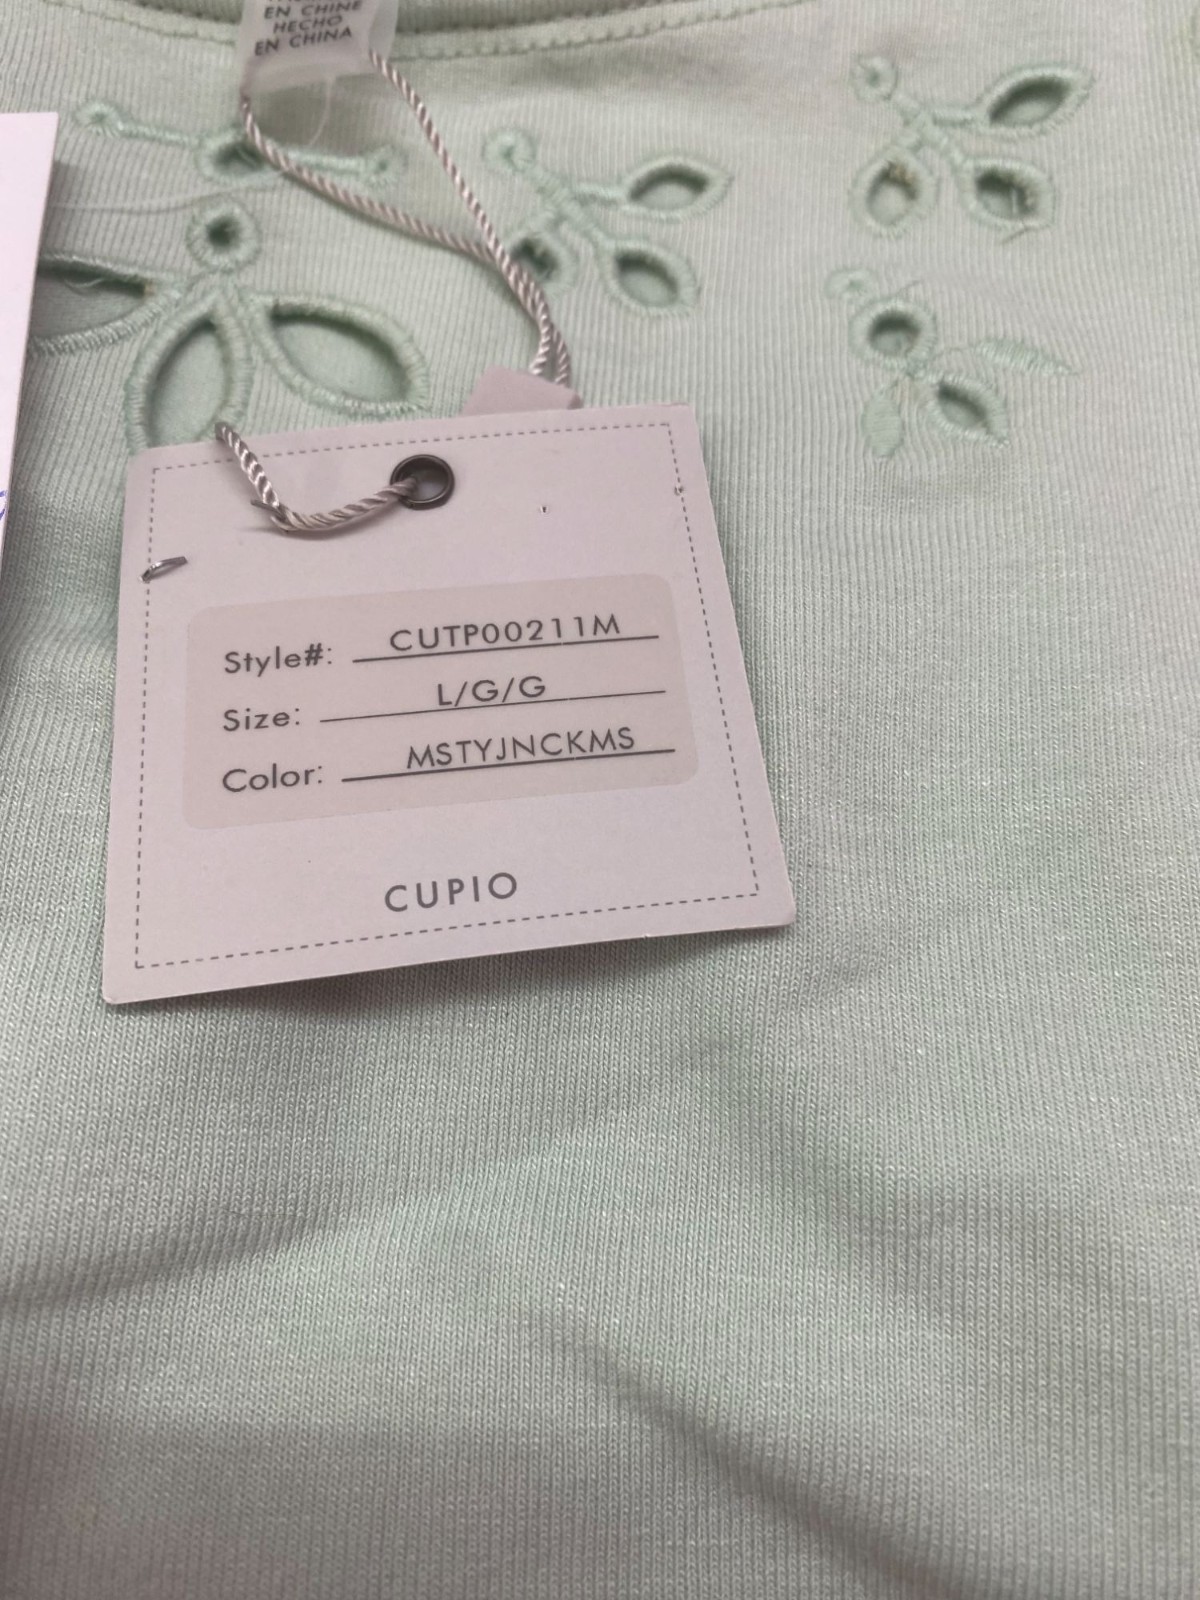 EN CHINE
HECHO
EN CHINA
Style#: CUTP00211M
Size: L/G/G
Color: MSTYJNCKMS
CUPIO